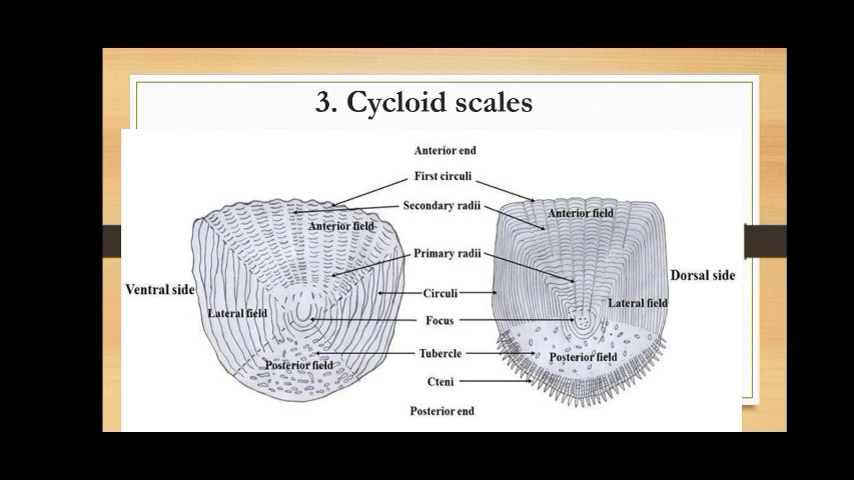 3. Cycloid scales
Anterior end
First circuli
Secondary radii
Anterior field
Anterior field
Primary radii
Ventral side
Dorsal side
Circuli
Lateral field
Lateral field
Focus
Tubercle
Posterior field
Posterior field
Cteni
Posterior end